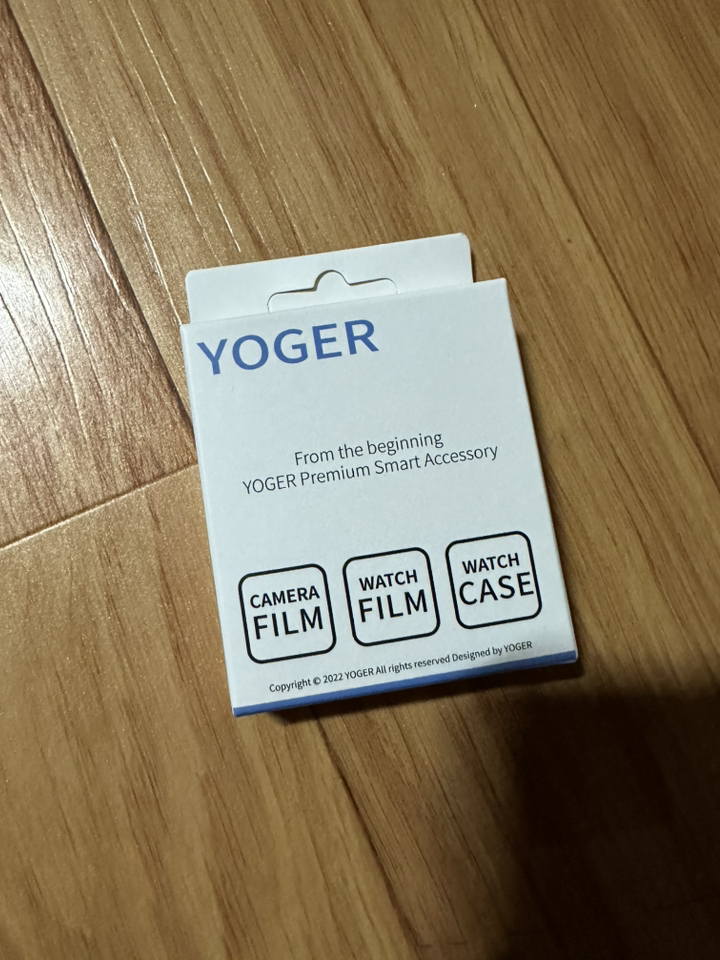 YOGER
From the beginning
YOGER Premium Smart Accessory
CAMERA
FILM
WATCH
FILM
WATCH
CASE
Copyright © 2022 YOGER All rights reserved Designed by YOGER